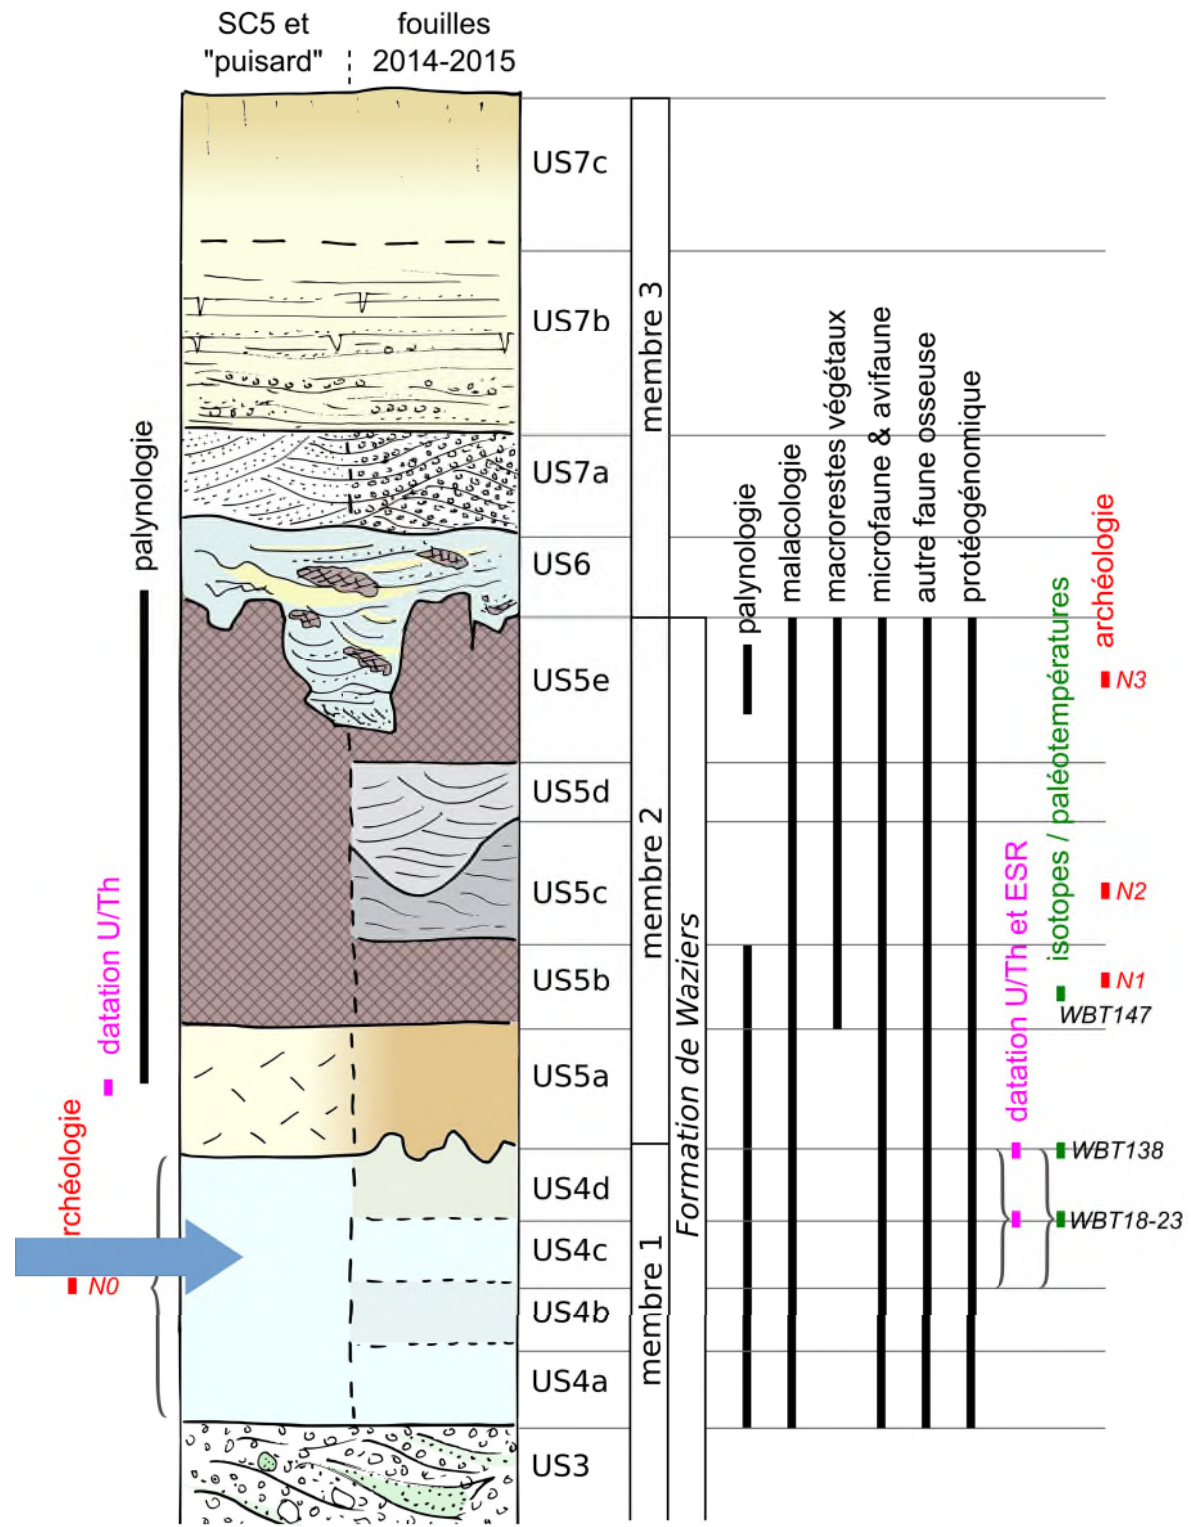 SC5 et
"puisard"
fouilles
2014-2015
US7c
US7b
US7a
US6
US5e
US5d
US5c
US5b
US5a
US4d
US4c
US4b
US4a
US3
membre 3
membre 2
membre 1
Formation de Waziers
palynologie
datation U/Th
rchéologie
N0
palynologie
malacologie
macrorestes végétaux
microfaune & avifaune
autre faune osseuse
protéogénomique
datation U/Th et ESR
isotopes / paléotempératures
archéologie
N3
N2
N1
WBT147
WBT138
WBT18-23